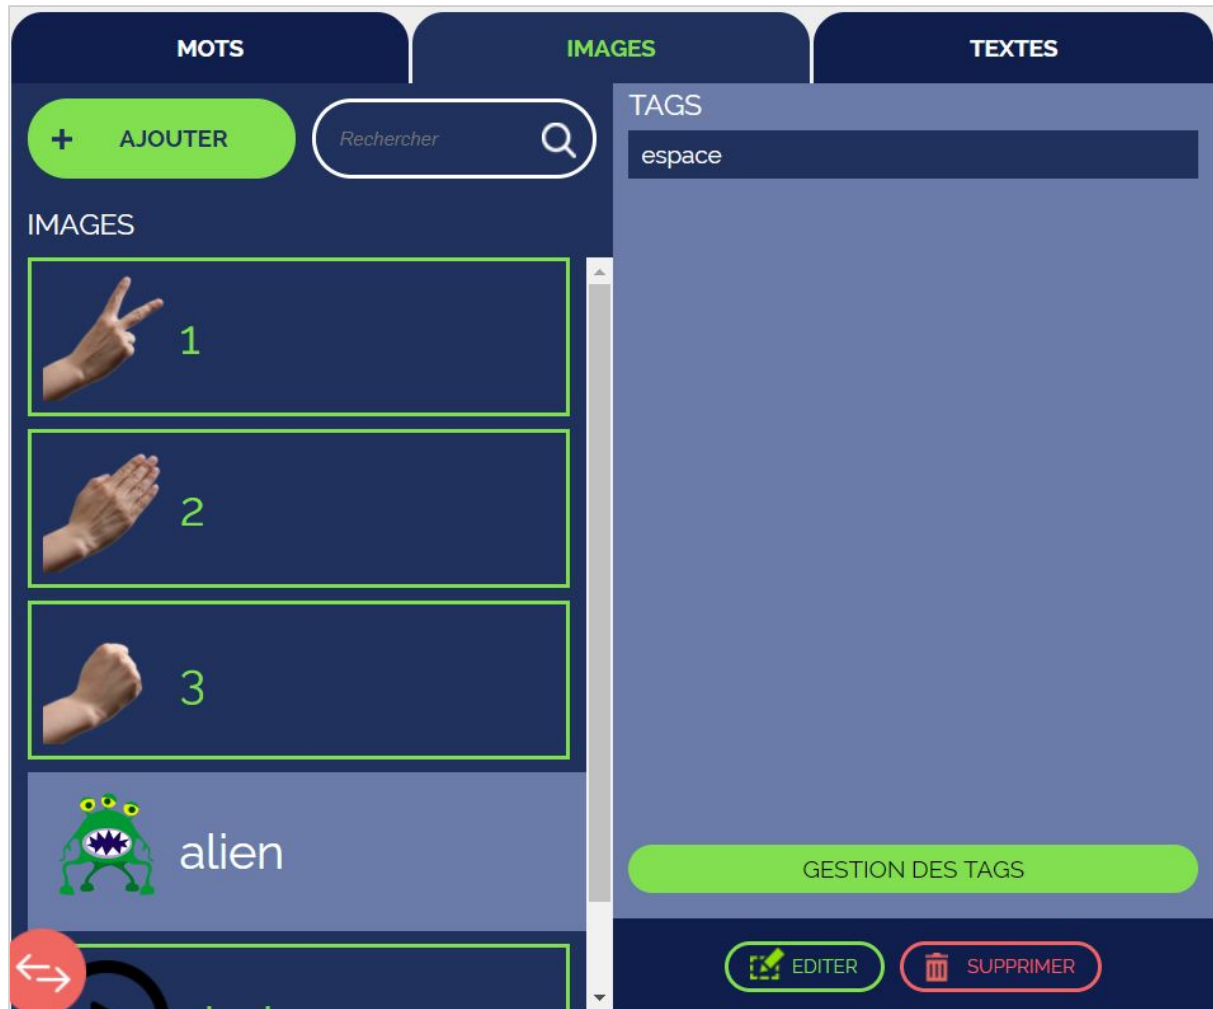 MOTS
IMAGES
TEXTES
+ AJOUTER
Rechercher
IMAGES
1
2
3
alien
TAGS
espace
GESTION DES TAGS
EDITER
SUPPRIMER